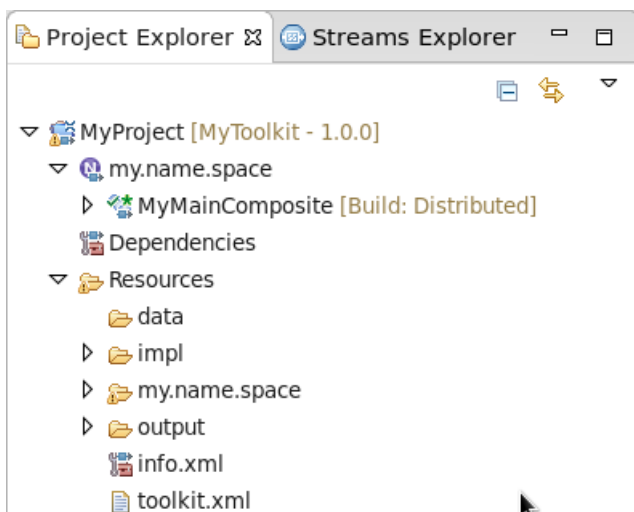 Project Explorer Streams Explorer
MyProject [MyToolkit - 1.0.0]
my.name.space
MyMainComposite [Build: Distributed]
Dependencies
Resources
data
impl
my.name.space
output
info.xml
toolkit.xml